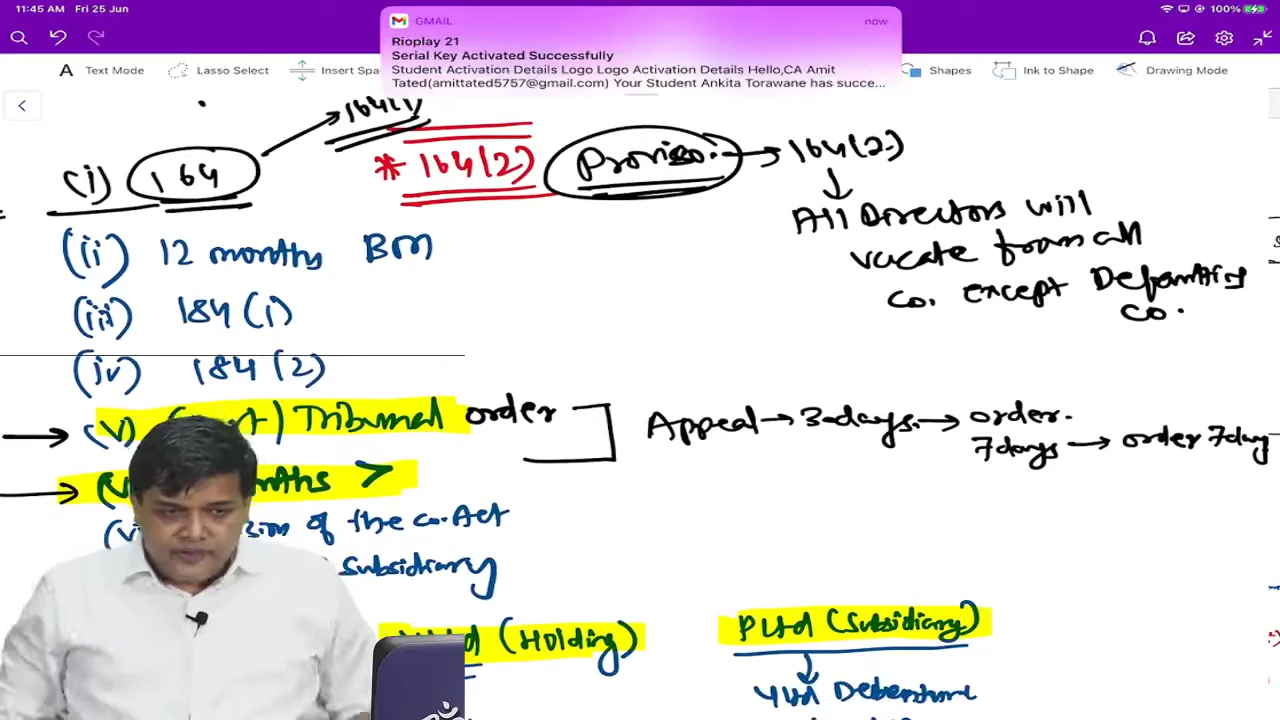 11:45 AM Fri 25 Jun
100%
GMAIL
now
Rioplay 21
Serial Key Activated Successfully
Student Activation Details Logo Logo Activation Details Hello,CA Amit
Tated(amittated5757@gmail.com) Your Student Ankita Torawane has succe...
Text Mode
Lasso Select
Insert Spa
Shapes
Ink to Shape
Drawing Mode
164(1)
(i) 164
* 164(2)
Proviso: → 164(2)
All Directors will
vacate from all
co. except Defaulting
co.
(ii) 12 months BM
(iii) 184 (1)
(iv) 184 (2)
(v) Tribunal order
Appeal → 3 days. → order.
7days → order 7day
>
of the co. Act
Subsidiary
(Holding)
PLtd (Subsidiary)
Debenture